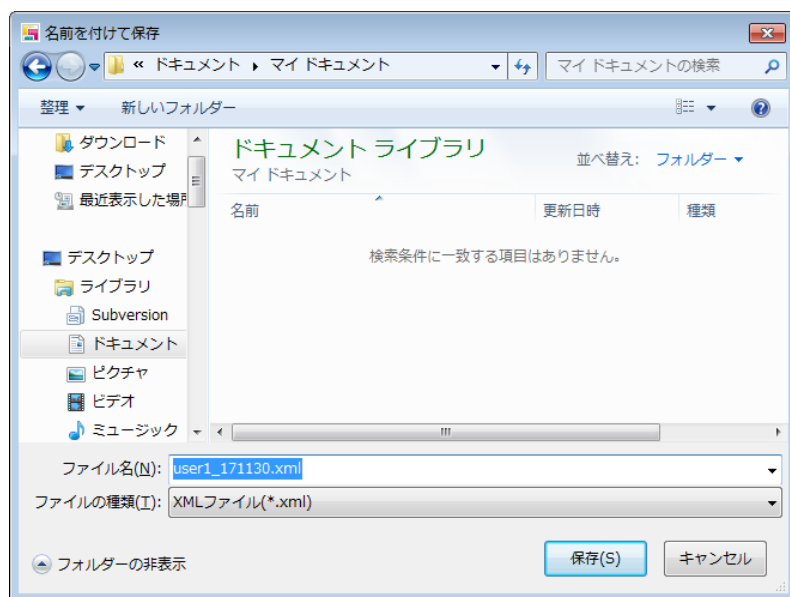 名前を付けて保存
« ドキュメント ▸ マイ ドキュメント
マイ ドキュメントの検索
整理 ▼ 新しいフォルダー
ダウンロード
デスクトップ
最近表示した場所
デスクトップ
ライブラリ
Subversion
ドキュメント
ピクチャ
ビデオ
ミュージック
ドキュメント ライブラリ
マイ ドキュメント
並べ替え: フォルダー ▼
名前 更新日時 種類
検索条件に一致する項目はありません。
ファイル名(N): user1_171130.xml
ファイルの種類(T): XMLファイル(*.xml)
フォルダーの非表示
保存(S) キャンセル